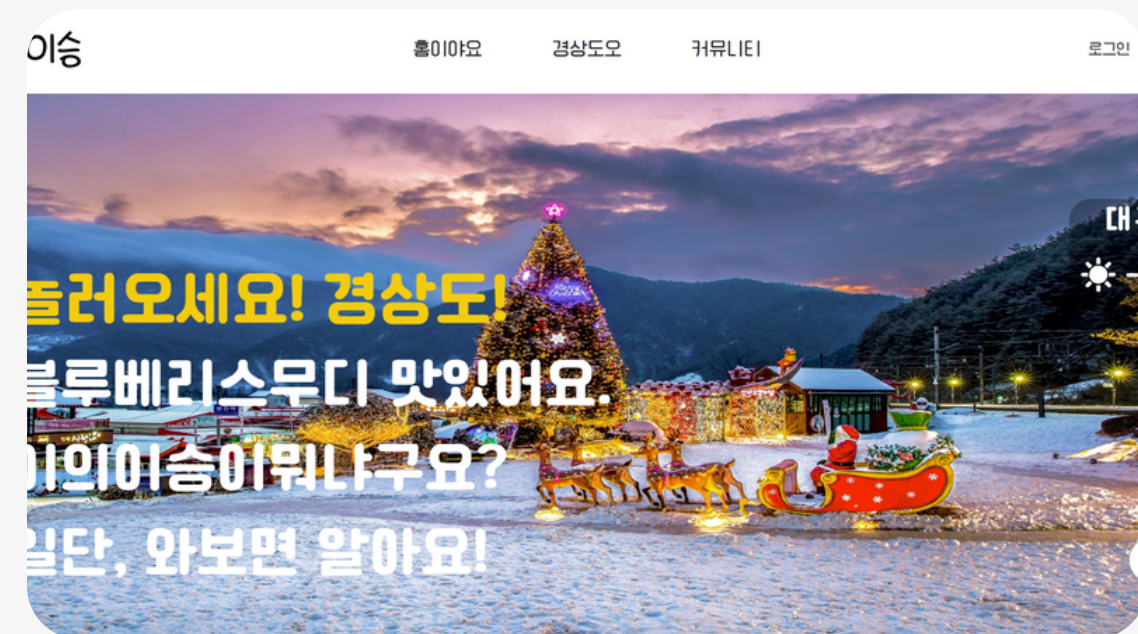 이승
홈이야요
경상도오
커뮤니티
로그인
놀러오세요! 경상도!
블루베리스무디 맛있어요.
이의이승이뭐냐구요?
일단, 와보면 알아요!
대